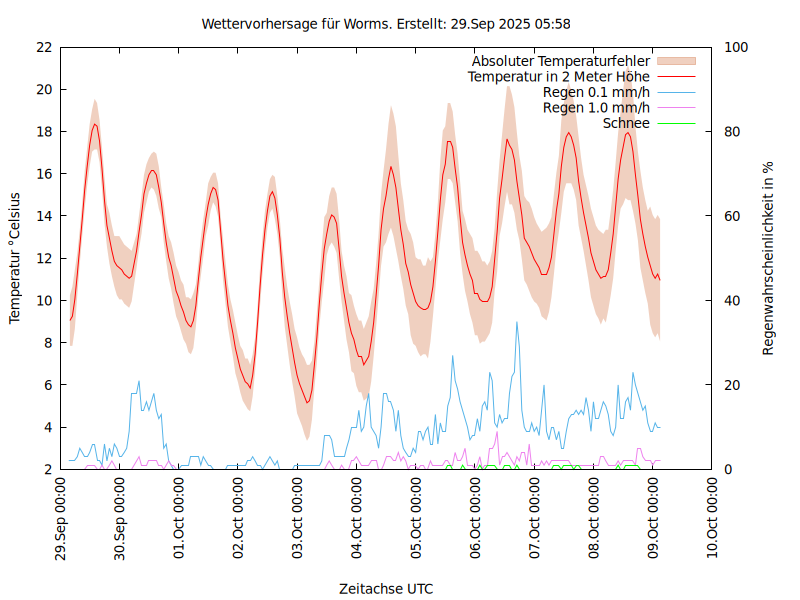 Wettervorhersage für Worms. Erstellt: 29.Sep 2025 05:58
Absoluter Temperaturfehler
Temperatur in 2 Meter Höhe
Regen 0.1 mm/h
Regen 1.0 mm/h
Schnee
Temperatur °Celsius
22
20
18
16
14
12
10
8
6
4
2
Regenwahrscheinlichkeit in %
100
80
60
40
20
0
29.Sep 00:00
30.Sep 00:00
01.Oct 00:00
02.Oct 00:00
03.Oct 00:00
04.Oct 00:00
05.Oct 00:00
06.Oct 00:00
07.Oct 00:00
08.Oct 00:00
09.Oct 00:00
10.Oct 00:00
Zeitachse UTC